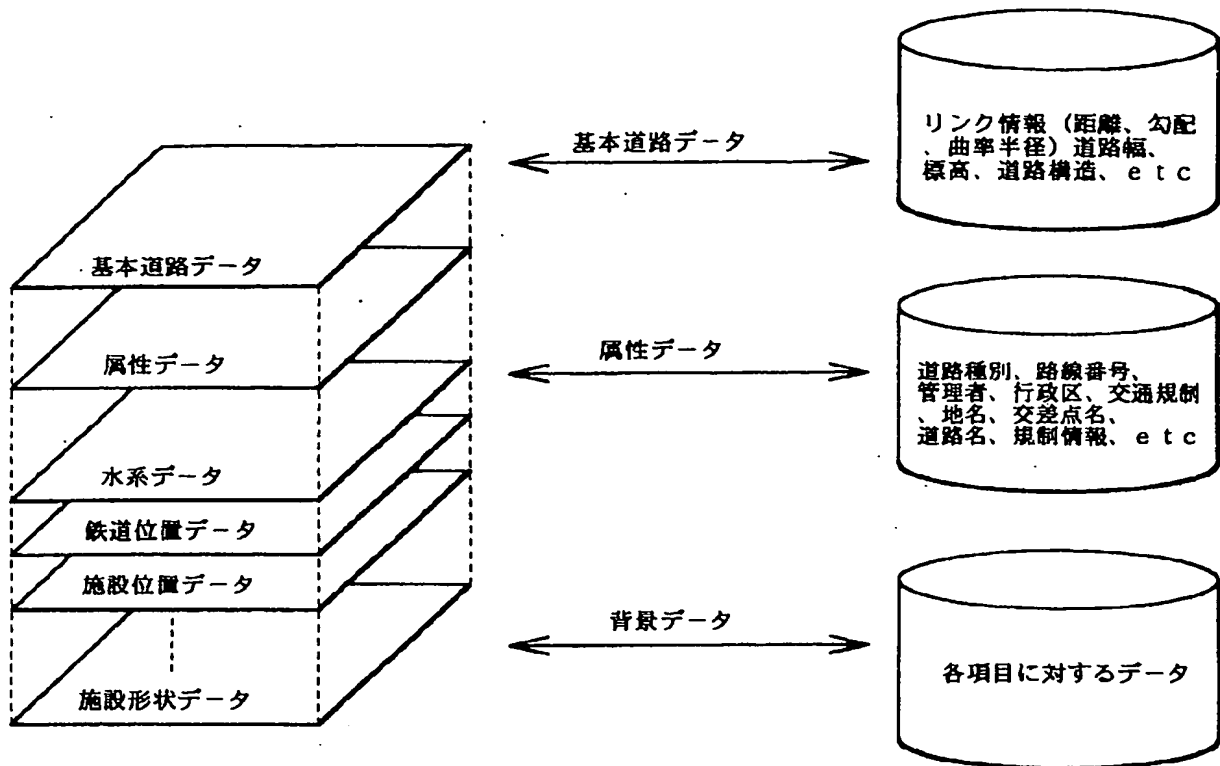 基本道路データ
属性データ
水系データ
鉄道位置データ
施設位置データ
施設形状データ
基本道路データ
属性データ
背景データ
リンク情報（距離、勾配
、曲率半径）道路幅、
標高、道路構造、ｅｔｃ
道路種別、路線番号、
管理者、行政区、交通規制
、地名、交差点名、
道路名、規制情報、ｅｔｃ
各項目に対するデータ